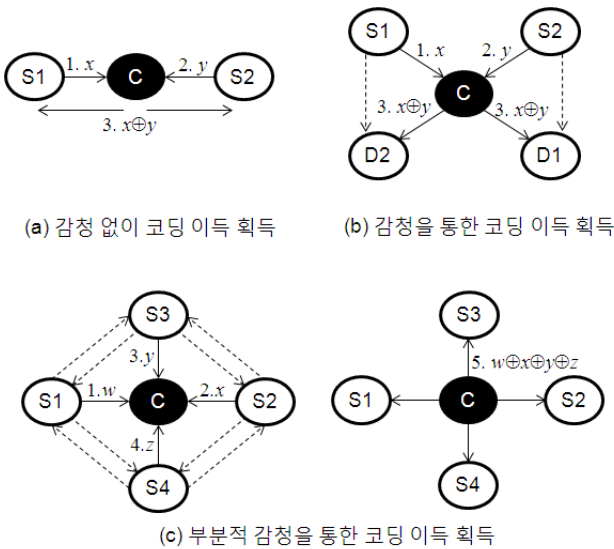 S1 1. x C 2. y S2
3. x⊕y
(a) 감청 없이 코딩 이득 획득
S1 S2
1. x 2. y
C
3. x⊕y 3. x⊕y
D2 D1
(b) 감청을 통한 코딩 이득 획득
S3
3.y
S1 1.w C 2.x S2
4.z
S4
S3
5. w⊕x⊕y⊕z
S1 C S2
S4
(c) 부분적 감청을 통한 코딩 이득 획득